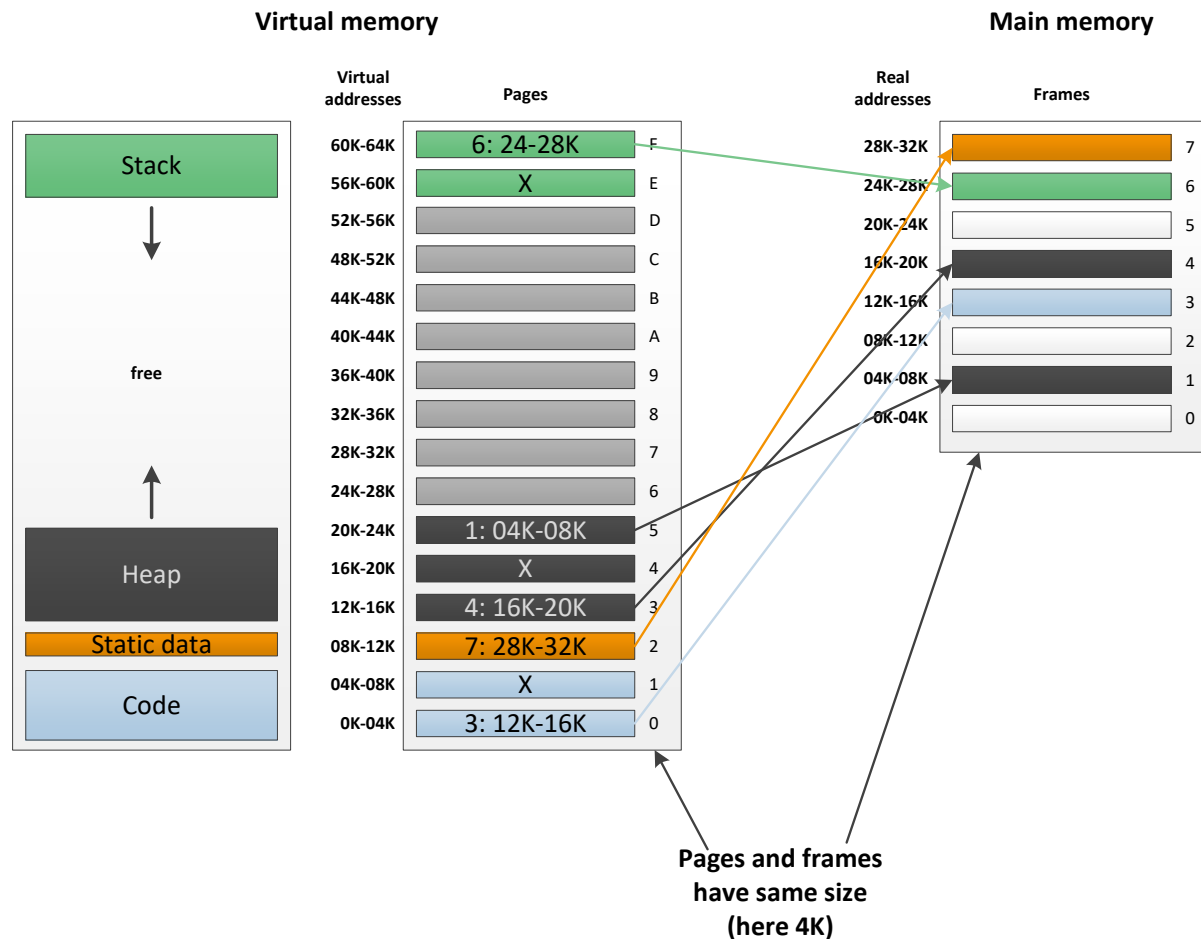 Virtual memory
Main memory
Virtual
addresses
Pages
Real
addresses
Frames
Stack
free
Heap
Static data
Code
60K-64K 6: 24-28K F
56K-60K X E
52K-56K D
48K-52K C
44K-48K B
40K-44K A
36K-40K 9
32K-36K 8
28K-32K 7
24K-28K 6
20K-24K 1: 04K-08K 5
16K-20K X 4
12K-16K 4: 16K-20K 3
08K-12K 7: 28K-32K 2
04K-08K X 1
0K-04K 3: 12K-16K 0
28K-32K 7
24K-28K 6
20K-24K 5
16K-20K 4
12K-16K 3
08K-12K 2
04K-08K 1
0K-04K 0
Pages and frames
have same size
(here 4K)